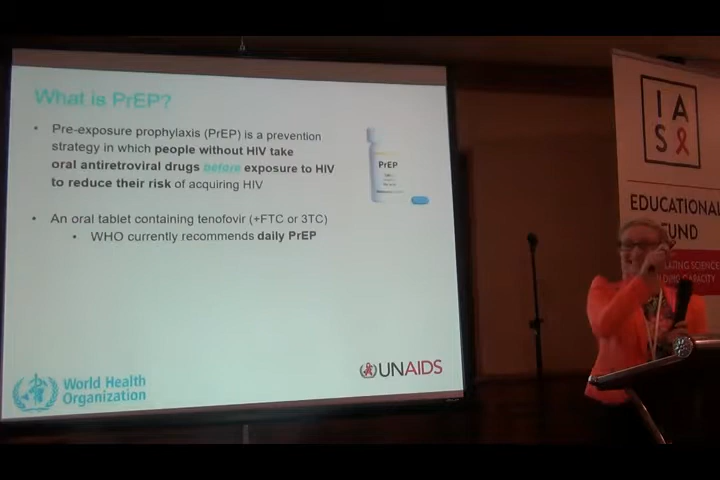 What is PrEP?
• Pre-exposure prophylaxis (PrEP) is a prevention
strategy in which people without HIV take
oral antiretroviral drugs before exposure to HIV
to reduce their risk of acquiring HIV
• An oral tablet containing tenofovir (+FTC or 3TC)
• WHO currently recommends daily PrEP
PrEP
World Health
Organization
UNAIDS
IA
S
EDUCATIONAL
FUND